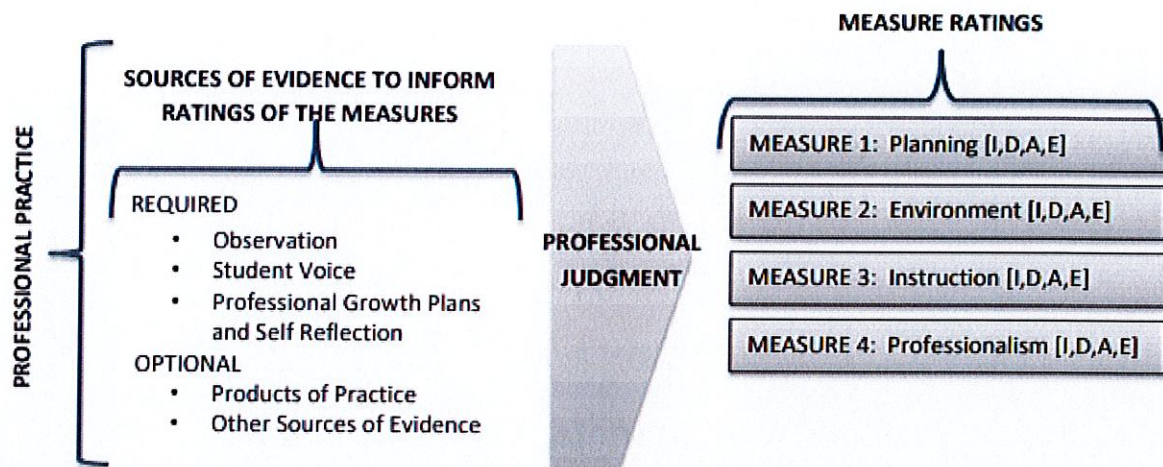 PROFESSIONAL PRACTICE
SOURCES OF EVIDENCE TO INFORM
RATINGS OF THE MEASURES
REQUIRED
• Observation
• Student Voice
• Professional Growth Plans
and Self Reflection
OPTIONAL
• Products of Practice
• Other Sources of Evidence
PROFESSIONAL
JUDGMENT
MEASURE RATINGS
MEASURE 1: Planning [I,D,A,E]
MEASURE 2: Environment [I,D,A,E]
MEASURE 3: Instruction [I,D,A,E]
MEASURE 4: Professionalism [I,D,A,E]